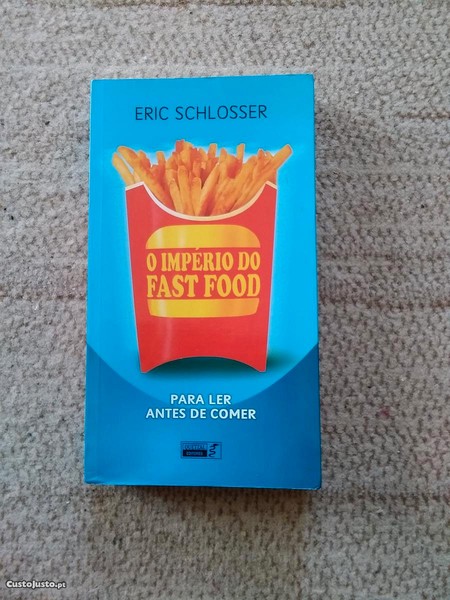 ERIC SCHLOSSER
O IMPÉRIO DO
FAST FOOD
PARA LER
ANTES DE COMER
CustoJusto.pt